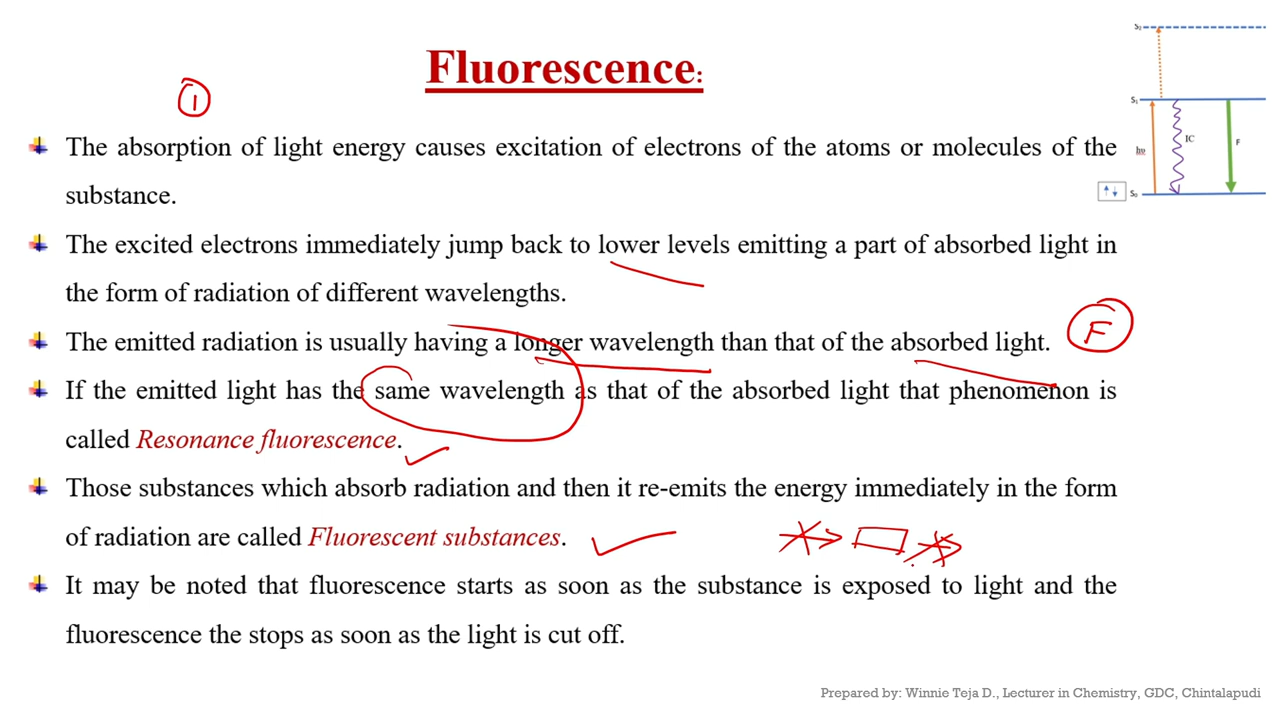 Fluorescence:
1
The absorption of light energy causes excitation of electrons of the atoms or molecules of the
substance.
The excited electrons immediately jump back to lower levels emitting a part of absorbed light in
the form of radiation of different wavelengths.
The emitted radiation is usually having a longer wavelength than that of the absorbed light.
F
If the emitted light has the same wavelength as that of the absorbed light that phenomenon is
called Resonance fluorescence.
Those substances which absorb radiation and then it re-emits the energy immediately in the form
of radiation are called Fluorescent substances.
It may be noted that fluorescence starts as soon as the substance is exposed to light and the
fluorescence the stops as soon as the light is cut off.
S₂
S₁
hυ
IC
F
S₀
Prepared by: Winnie Teja D., Lecturer in Chemistry, GDC, Chintalapudi